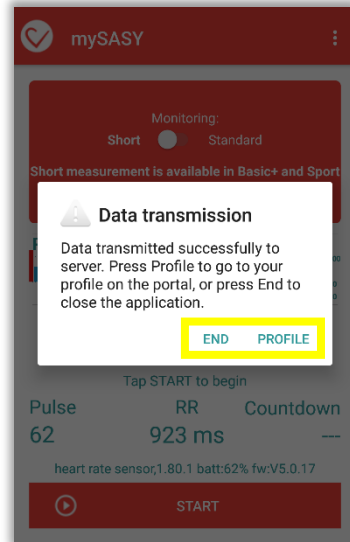 mySASY
Monitoring:
Short Standard
Short measurement is available in Basic+ and Sport
Data transmission
Data transmitted successfully to
server. Press Profile to go to your
profile on the portal, or press End to
close the application.
END PROFILE
Tap START to begin
Pulse RR Countdown
62 923 ms ---
heart rate sensor,1.80.1 batt:62% fw:V5.0.17
START